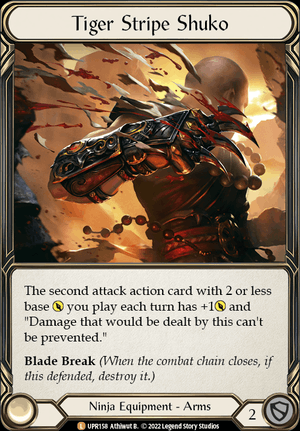 Tiger Stripe Shuko
The second attack action card with 2 or less
base you play each turn has +1 and
"Damage that would be dealt by this can't
be prevented."
Blade Break (When the combat chain closes, if
this defended, destroy it.)
Ninja Equipment - Arms
2
L UPR158 Athiwut B. © 2022 Legend Story Studios